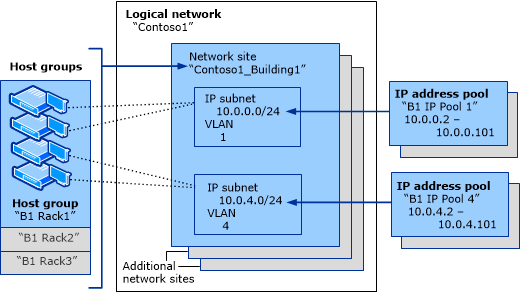 Logical network
“Contoso1”
Host groups
Host group
“B1 Rack1”
“B1 Rack2”
“B1 Rack3”
Network site
“Contoso1_Building1”
IP subnet
10.0.0.0/24
VLAN
1
IP subnet
10.0.4.0/24
VLAN
4
Additional
network sites
IP address pool
“B1 IP Pool 1”
10.0.0.2 –
10.0.0.101
IP address pool
“B1 IP Pool 4”
10.0.4.2 –
10.0.4.101